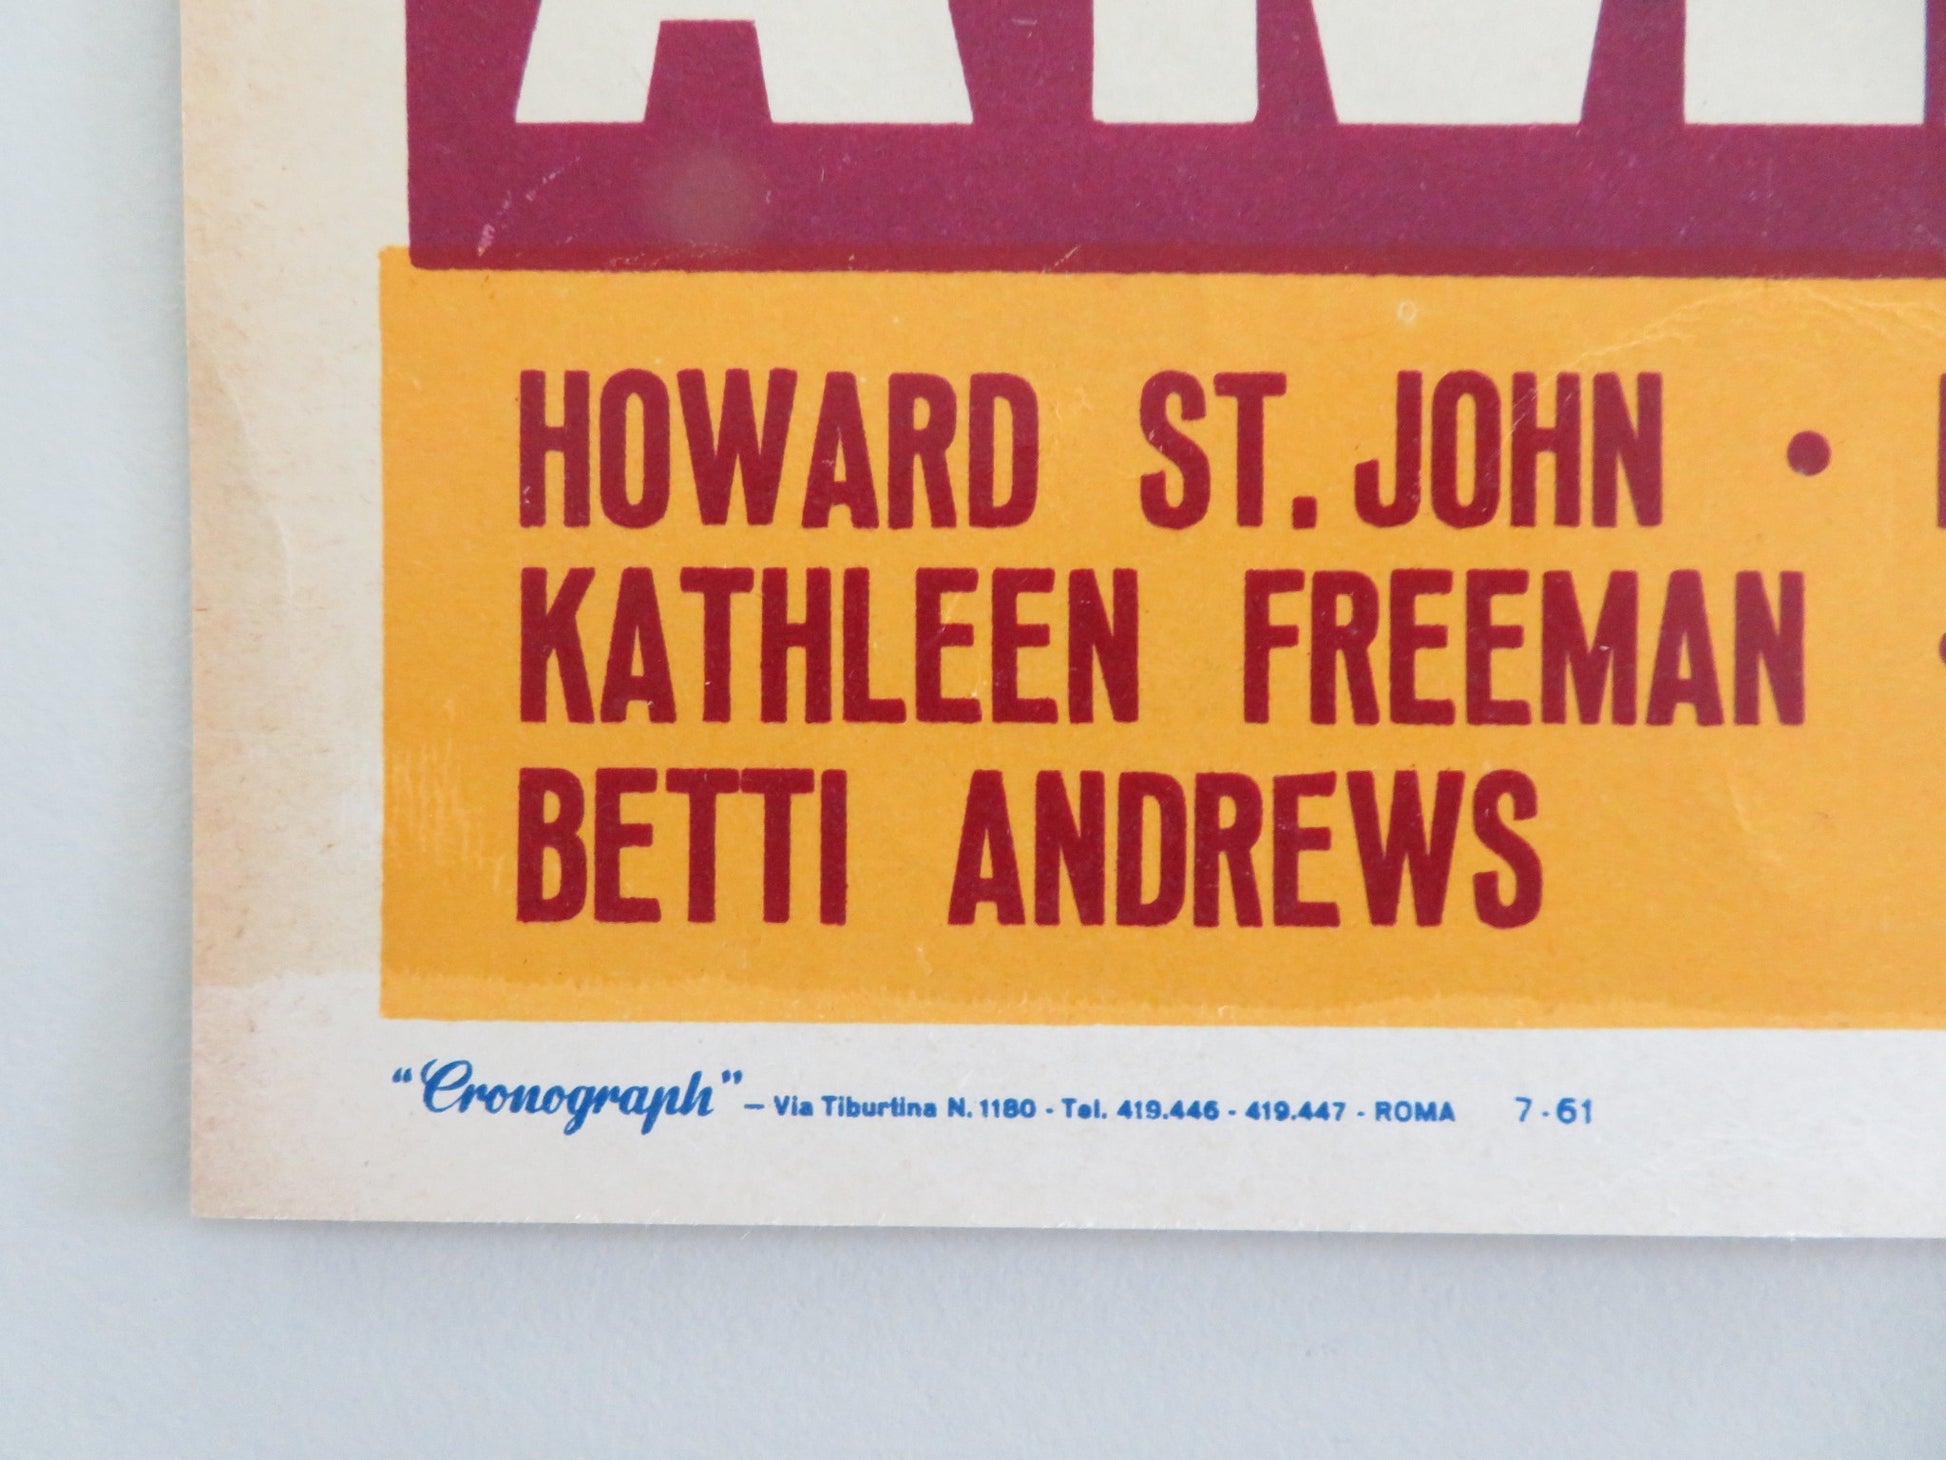 HOWARD ST. JOHN •
KATHLEEN FREEMAN •
BETTI ANDREWS
"Cronograph" – Via Tiburtina N. 1180 - Tel. 419.446 - 419.447 - ROMA 7-61